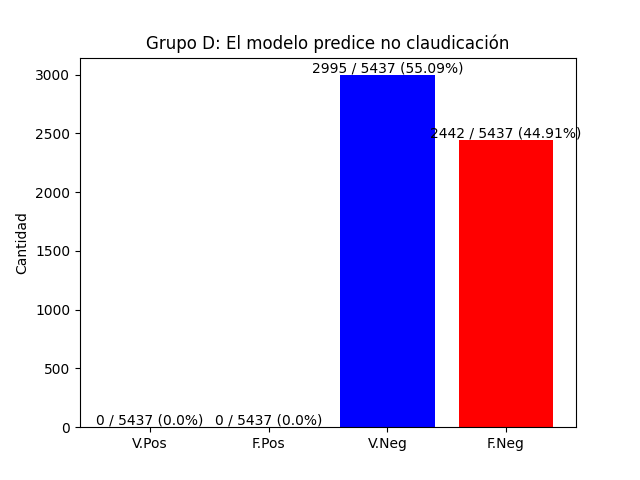 Grupo D: El modelo predice no claudicación
2995 / 5437 (55.09%)
2442 / 5437 (44.91%)
0 / 5437 (0.0%)
0 / 5437 (0.0%)
Cantidad
3000
2500
2000
1500
1000
500
0
V.Pos
F.Pos
V.Neg
F.Neg